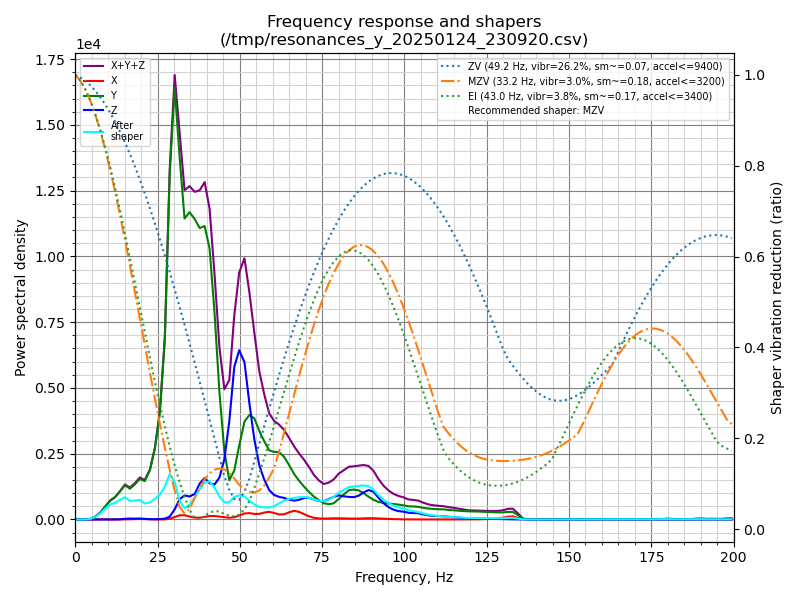 Frequency response and shapers
(/tmp/resonances_y_20250124_230920.csv)
1e4
X+Y+Z
X
Y
Z
After
shaper
ZV (49.2 Hz, vibr=26.2%, sm~=0.07, accel<=9400)
MZV (33.2 Hz, vibr=3.0%, sm~=0.18, accel<=3200)
EI (43.0 Hz, vibr=3.8%, sm~=0.17, accel<=3400)
Recommended shaper: MZV
Power spectral density
1.75
1.50
1.25
1.00
0.75
0.50
0.25
0.00
1.0
0.8
0.6
0.4
0.2
0.0
Shaper vibration reduction (ratio)
0 25 50 75 100 125 150 175 200
Frequency, Hz